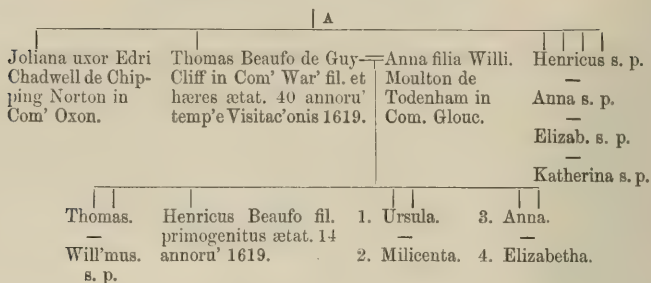 A
Joliana uxor Edri
Chadwell de Chip-
ping Norton in
Com' Oxon.
Thomas Beaufo de Guy-
Cliff in Com' War' fil. et
hæres ætat. 40 annoru'
temp'e Visitac'onis 1619.
Anna filia Willi.
Moulton de
Todenham in
Com. Glouc.
Henricus s. p.
—
Anna s. p.
—
Elizab. s. p.
—
Katherina s. p.
Thomas.
—
Will'mus.
s. p.
Henricus Beaufo fil.
primogenitus ætat. 14
annoru' 1619.
1. Ursula.
—
2. Milicenta.
3. Anna.
—
4. Elizabetha.